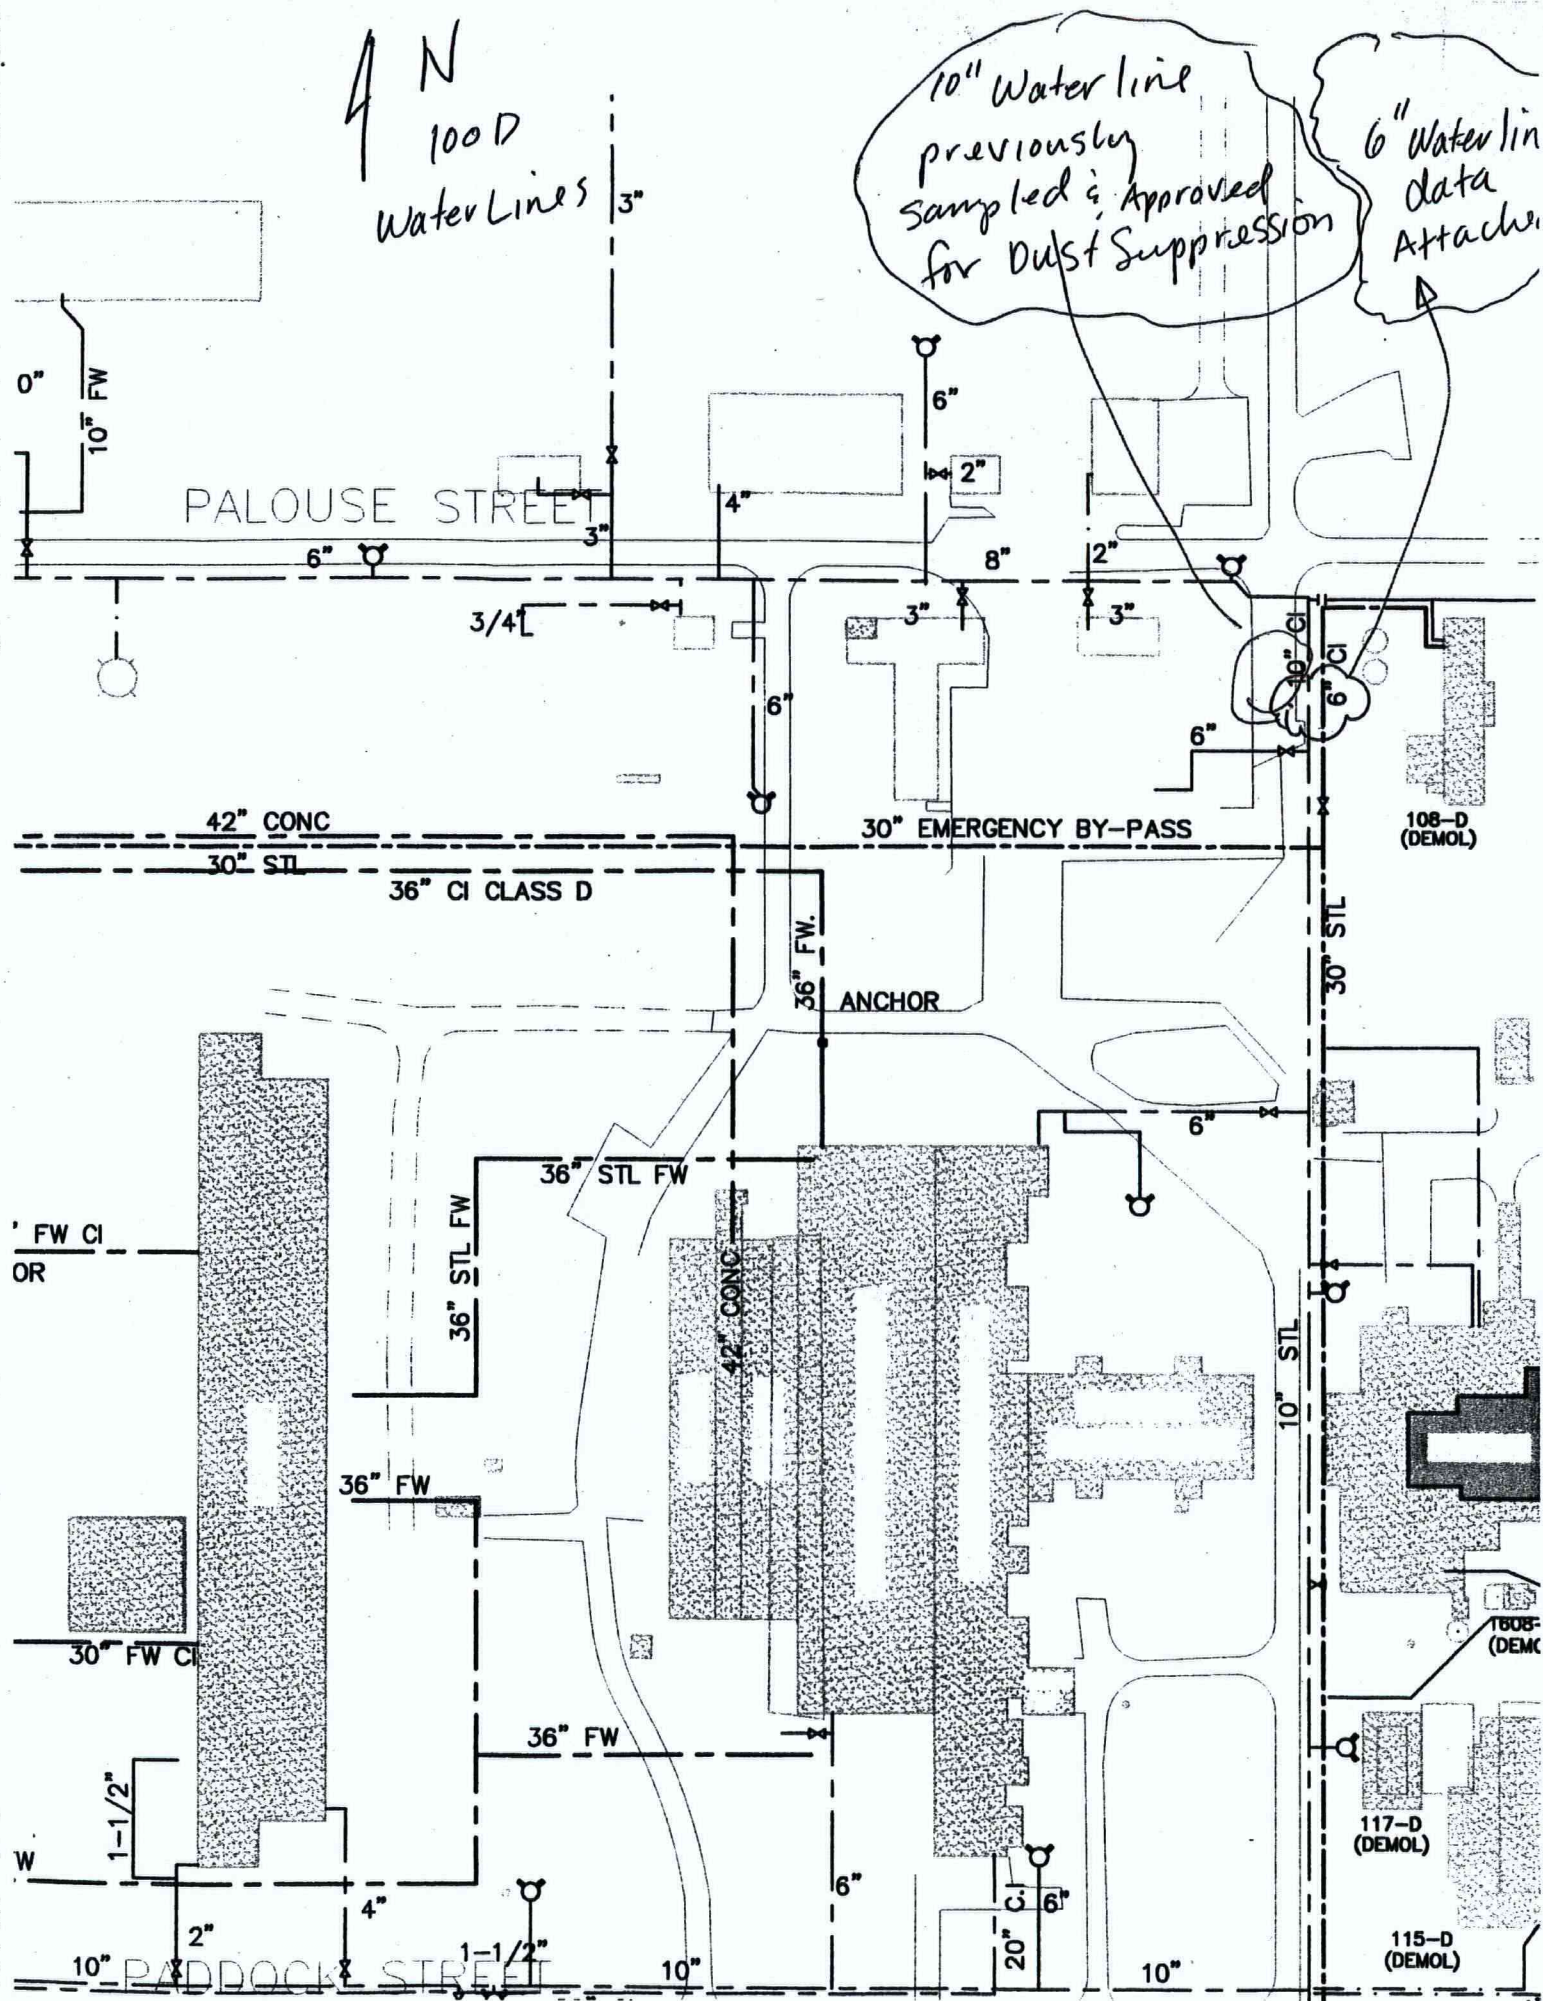 N
100D
Water Lines
10" Water line
previously
sampled & Approved
for Dust Suppression
6" Water lin
data
Attache
3"
0"
10" FW
6"
2"
4"
PALOUSE STREET
3"
6"
8"
2"
3/4"
3"
3"
10" CI
6" CI
6"
6"
42" CONC
30" EMERGENCY BY-PASS
108-D
(DEMOL)
30" STL
36" CI CLASS D
36" FW.
30" STL
ANCHOR
6"
36" STL FW
36" STL FW
' FW CI
OR
42" CONC
10" STL
36" FW
30" FW CI
1608-
(DEMO
36" FW
1-1/2"
117-D
(DEMOL)
W
4"
6"
20" C.I
6"
2"
1-1/2"
115-D
(DEMOL)
10"
PADDOCK STREET
10"
10"